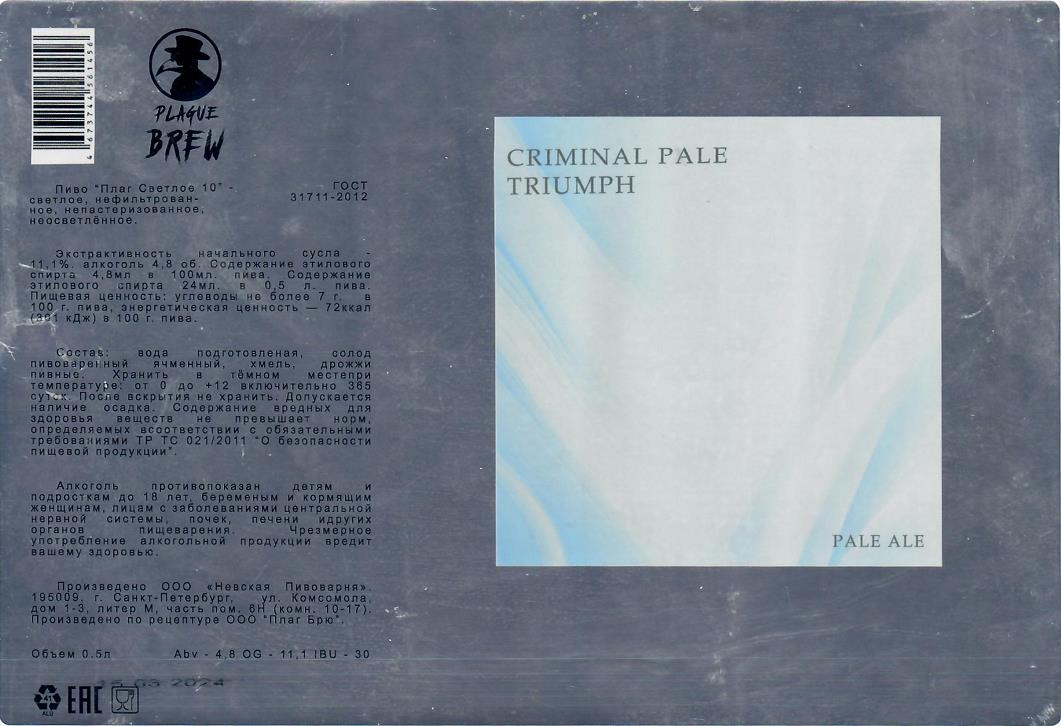 4 673744 561456
PLAGUE
BREW
Пиво "Плаг Светлое 10" -
светлое, нефильтрован-
ное, непастеризованное,
неосветлённое.
ГОСТ
31711-2012
Экстрактивность начального сусла -
11,1%. алкоголь 4,8 об. Содержание этилового
спирта 4,8мл в 100мл. пива. Содержание
этилового спирта 24мл. в 0,5 л. пива.
Пищевая ценность: углеводы не более 7 г. в
100 г. пива, энергетическая ценность — 72ккал
(301 кДж) в 100 г. пива.
Состав: вода подготовленая, солод
пивоваренный ячменный, хмель, дрожжи
пивные. Хранить в тёмном местепри
температуре: от 0 до +12 включительно 365
суток. После вскрытия не хранить. Допускается
наличие осадка. Содержание вредных для
здоровья веществ не превышает норм,
определяемых всоответствии с обязательными
требованиями ТР ТС 021/2011 "О безопасности
пищевой продукции".
Алкоголь противопоказан детям и
подросткам до 18 лет, беременым и кормящим
женщинам, лицам с заболеваниями центральной
нервной системы, почек, печени идругих
органов пищеварения. Чрезмерное
употребление алкогольной продукции вредит
вашему здоровью.
Произведено ООО «Невская Пивоварня».
195009, г. Санкт-Петербург, ул. Комсомола,
дом 1-3, литер М, часть пом. 6Н (комн. 10-17).
Произведено по рецептуре ООО "Плаг Брю".
Объем 0.5л Abv - 4,8 OG - 11,1 IBU - 30
15 03 2024
41
ALU
EAC
CRIMINAL PALE
TRIUMPH
PALE ALE